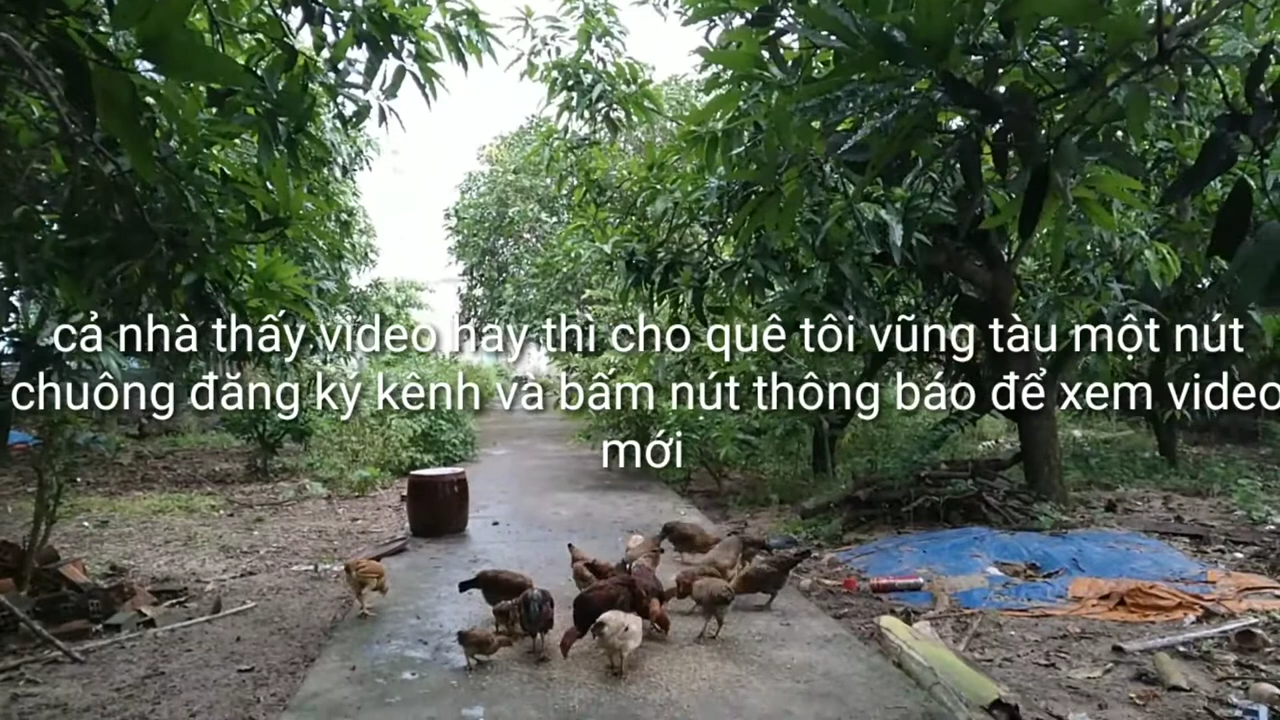 cả nhà thấy video hay thì cho quê tôi vũng tàu một nút
chuông đăng ký kênh và bấm nút thông báo để xem video
mới